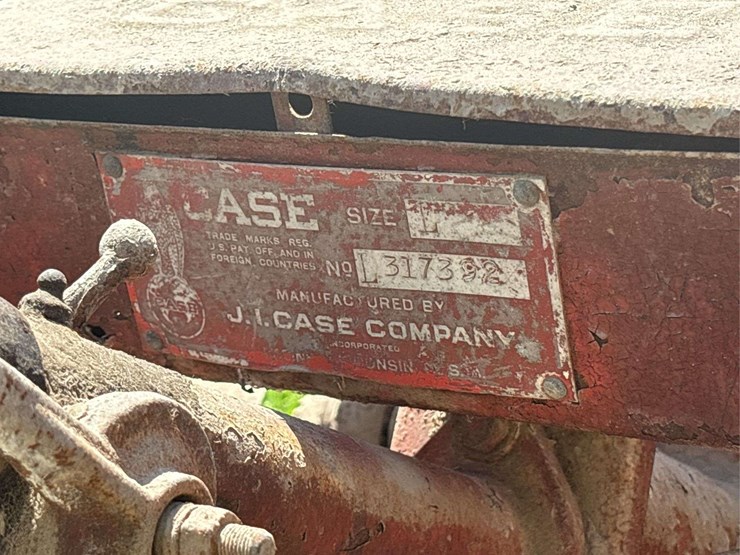 CASE SIZE L
TRADE MARKS REG.
U.S. PAT. OFF. AND IN
FOREIGN COUNTRIES
NO L317392
MANUFACTURED BY
J.I. CASE COMPANY
INCORPORATED